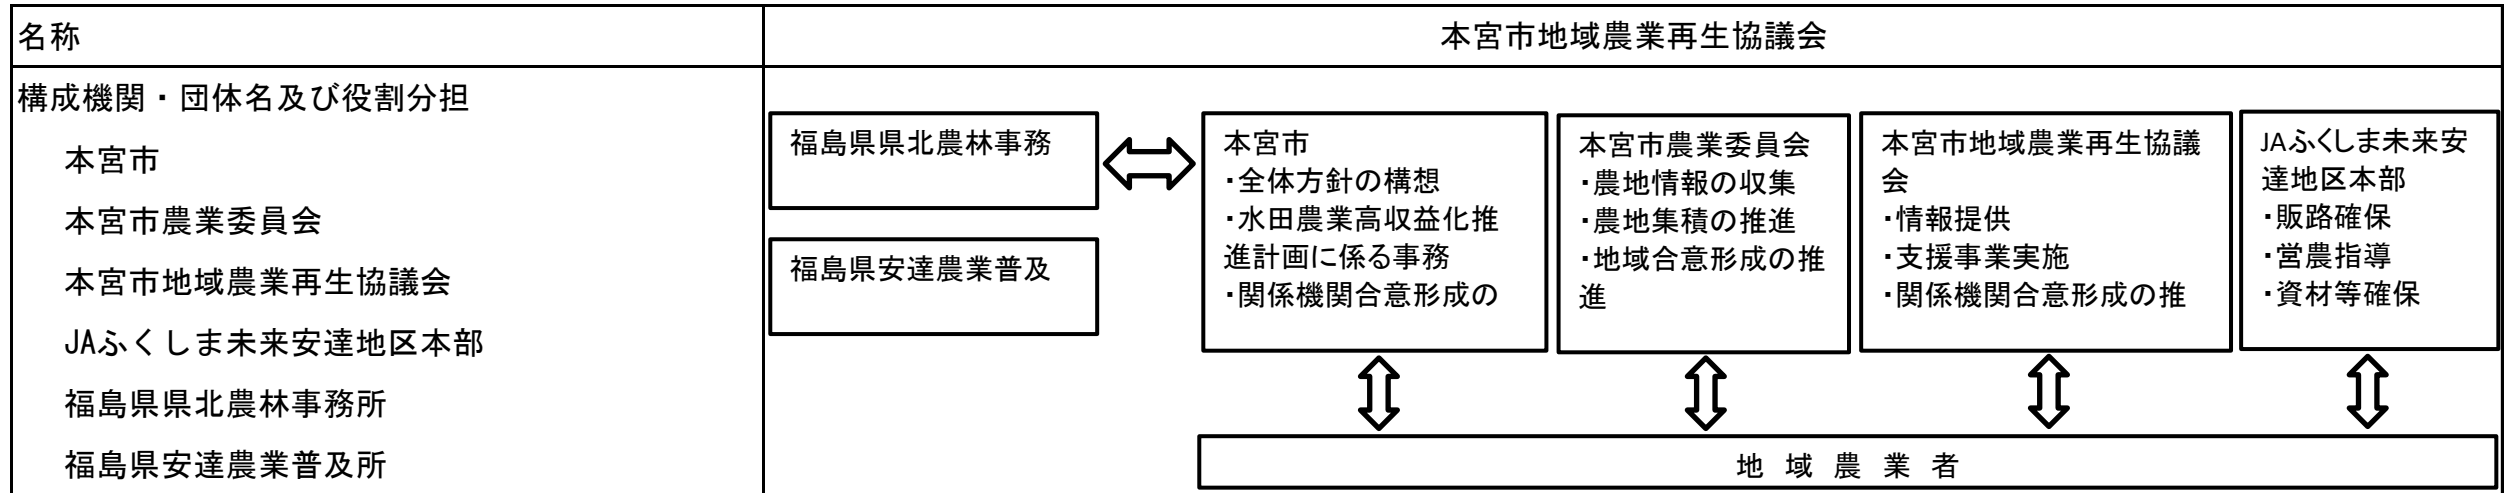 名称
本宮市地域農業再生協議会
構成機関・団体名及び役割分担
本宮市
本宮市農業委員会
本宮市地域農業再生協議会
JAふくしま未来安達地区本部
福島県県北農林事務所
福島県安達農業普及所
福島県県北農林事務
福島県安達農業普及
本宮市
・全体方針の構想
・水田農業高収益化推
進計画に係る事務
・関係機関合意形成の
本宮市農業委員会
・農地情報の収集
・農地集積の推進
・地域合意形成の推
進
本宮市地域農業再生協議
会
・情報提供
・支援事業実施
・関係機関合意形成の推
JAふくしま未来安
達地区本部
・販路確保
・営農指導
・資材等確保
地 域 農 業 者